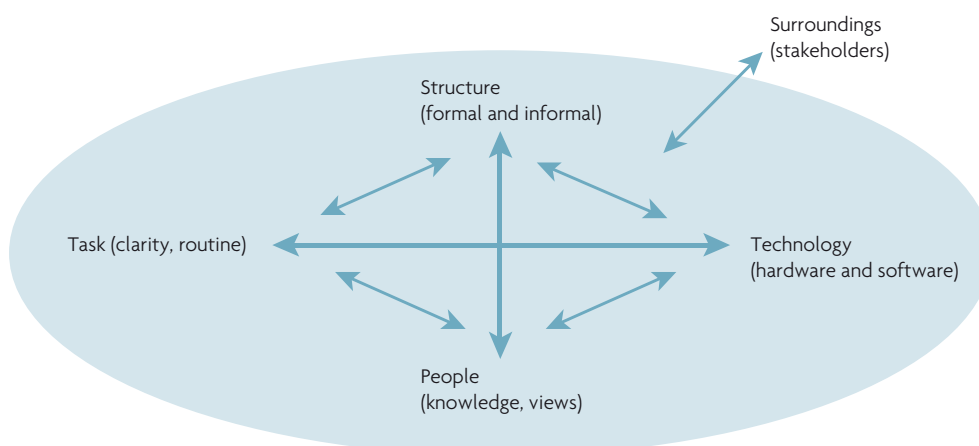 Surroundings
(stakeholders)
Structure
(formal and informal)
Task (clarity, routine)
Technology
(hardware and software)
People
(knowledge, views)